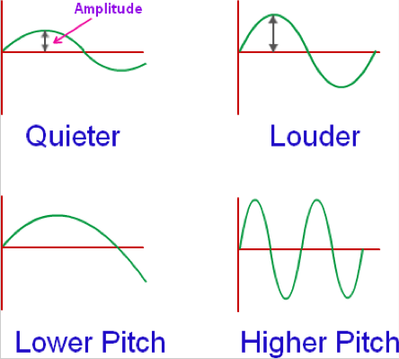 Amplitude
Quieter
Louder
Lower Pitch
Higher Pitch